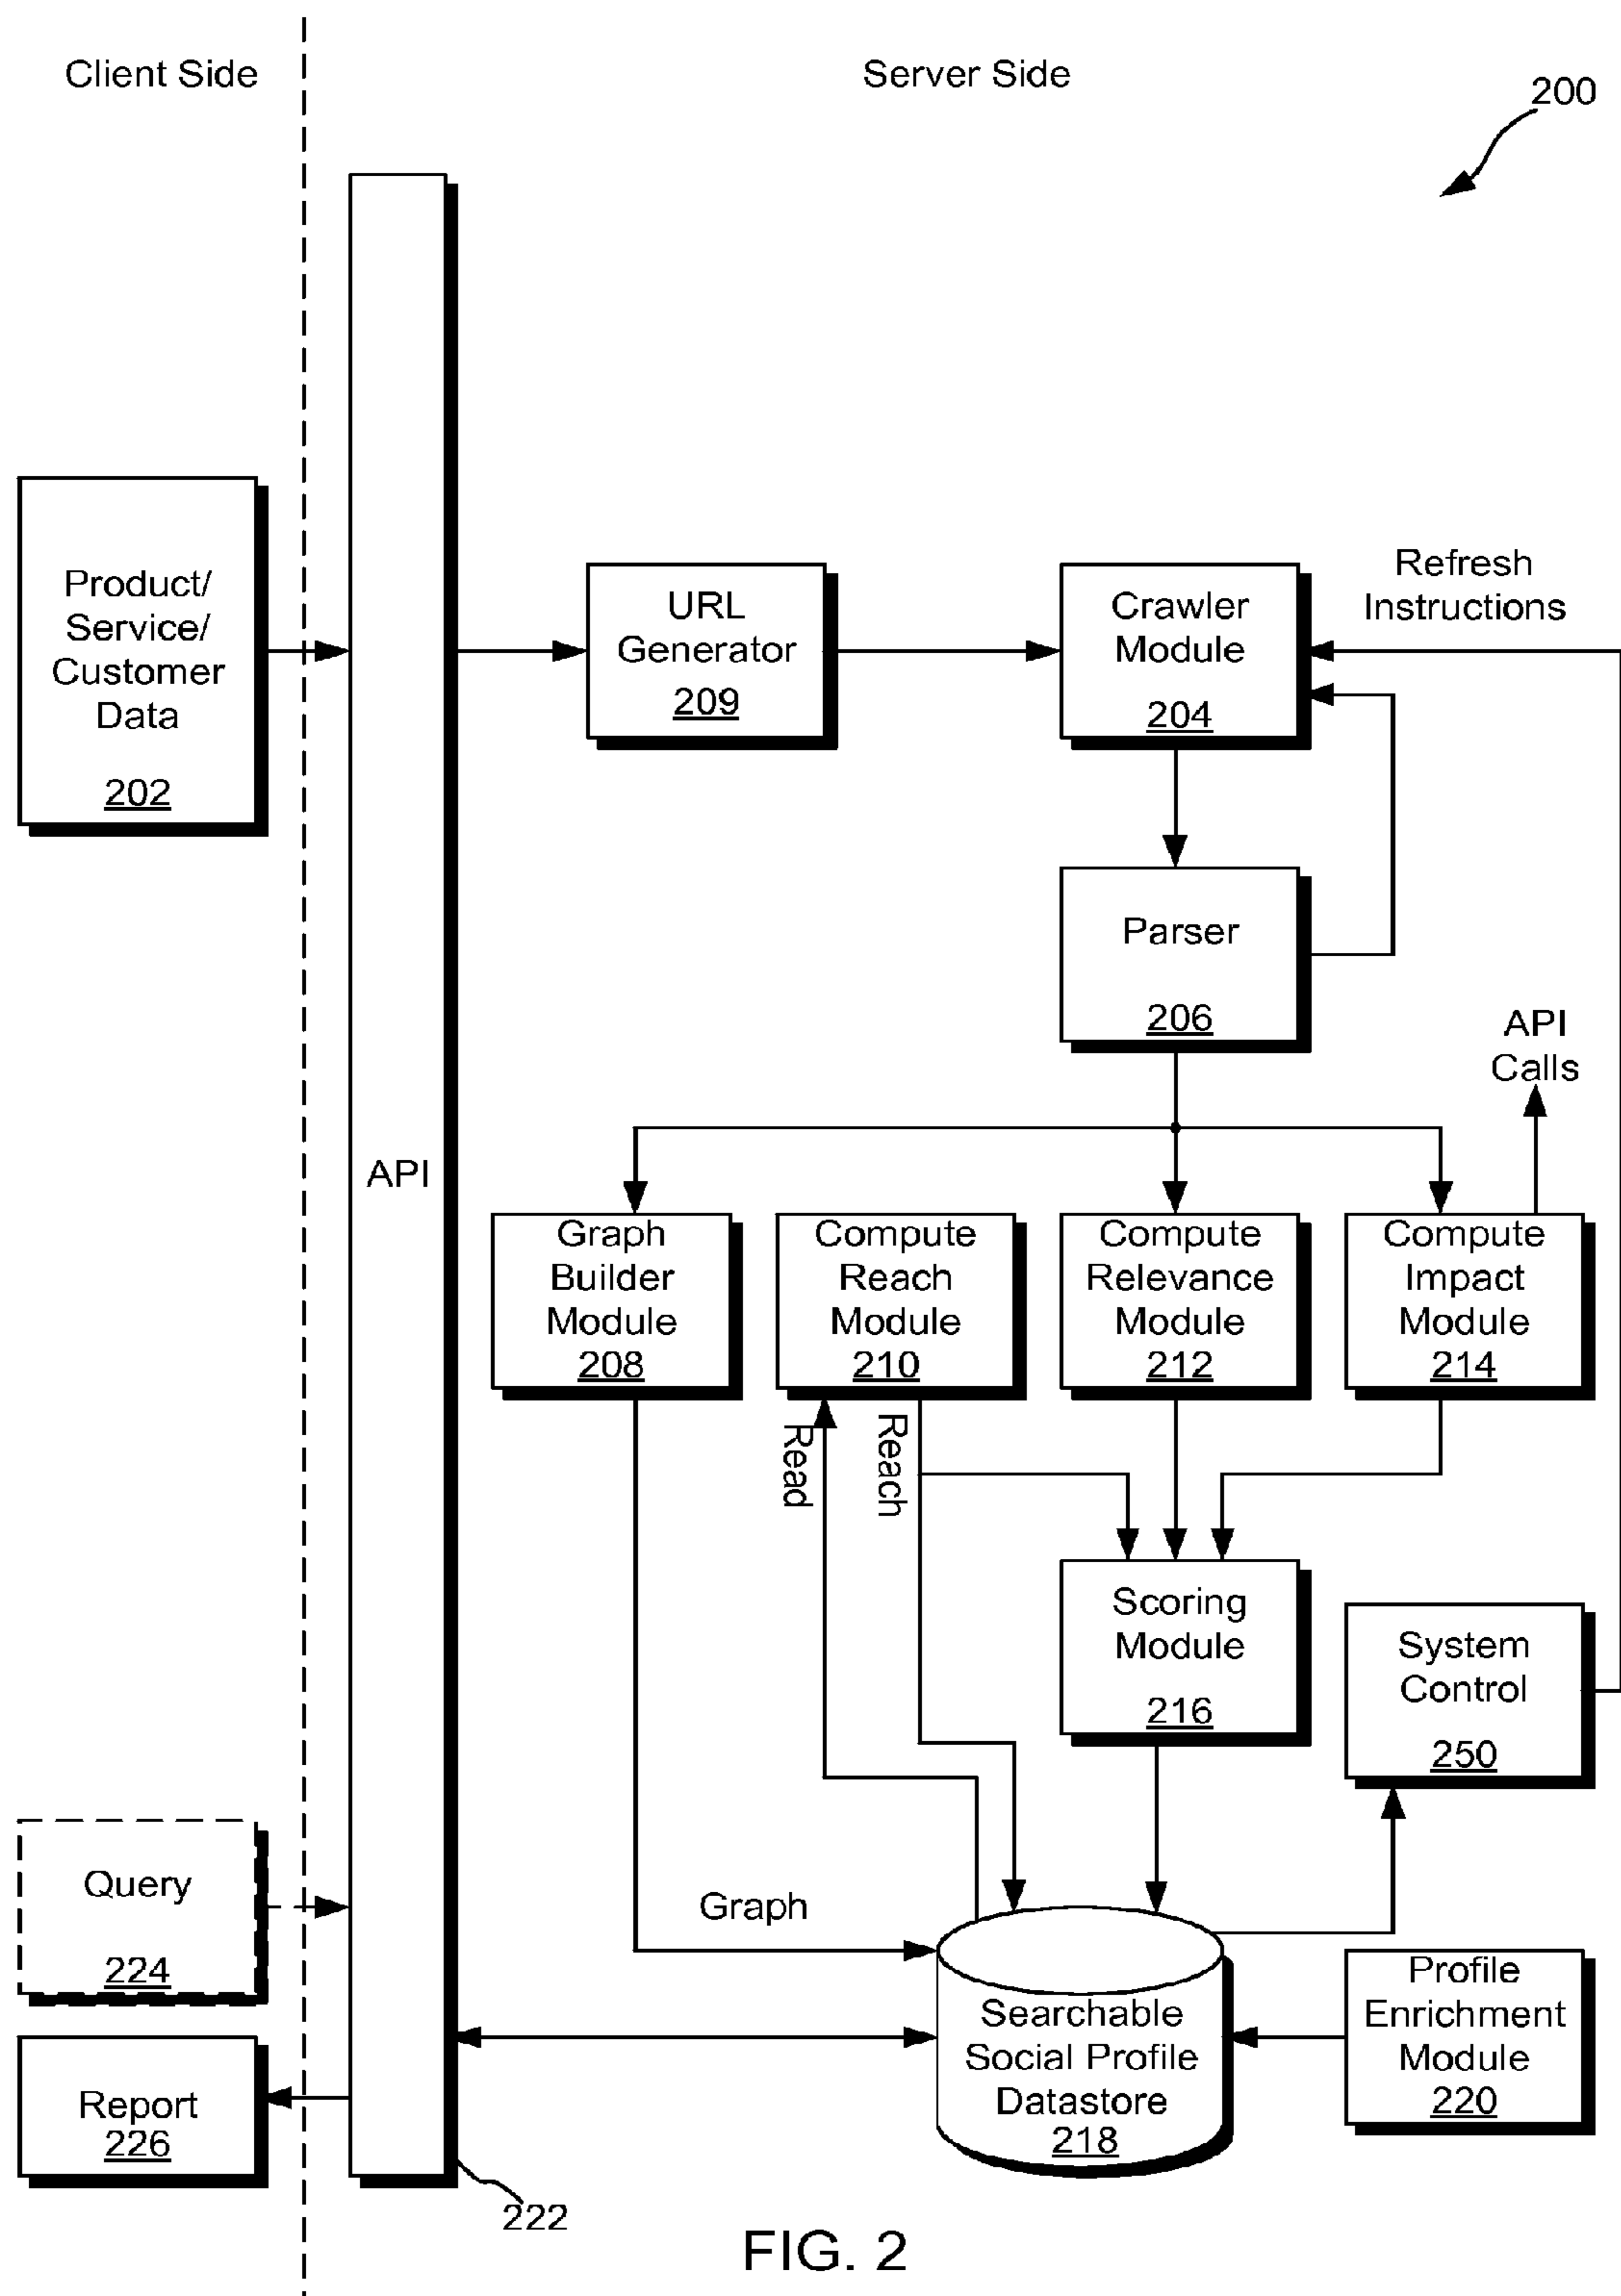 Client Side
Server Side
200
Product/
Service/
Customer
Data
202
URL
Generator
209
Crawler
Module
204
Refresh
Instructions
Parser
206
API
Calls
API
Graph
Builder
Module
208
Compute
Reach
Module
210
Compute
Relevance
Module
212
Compute
Impact
Module
214
Read
Reach
Scoring
Module
216
System
Control
250
Query
224
Graph
Searchable
Social Profile
Datastore
218
Profile
Enrichment
Module
220
Report
226
222
FIG. 2